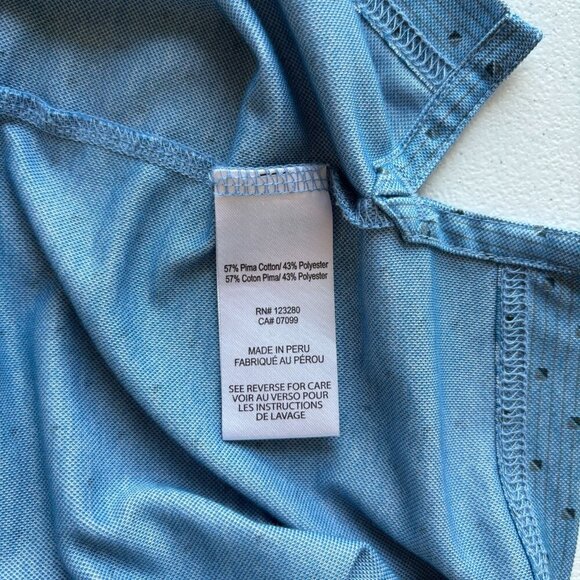 57% Pima Cotton/ 43% Polyester
57% Coton Pima/ 43% Polyester
RN# 123280
CA# 07099
MADE IN PERU
FABRIQUÉ AU PÉROU
SEE REVERSE FOR CARE
VOIR AU VERSO POUR
LES INSTRUCTIONS
DE LAVAGE